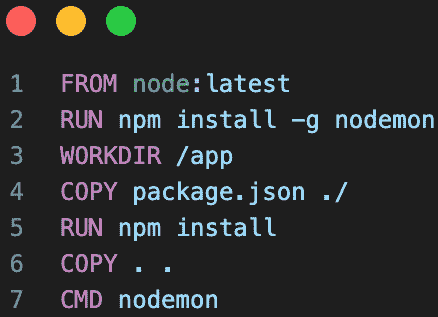 1 FROM node:latest
2 RUN npm install -g nodemon
3 WORKDIR /app
4 COPY package.json ./
5 RUN npm install
6 COPY . .
7 CMD nodemon